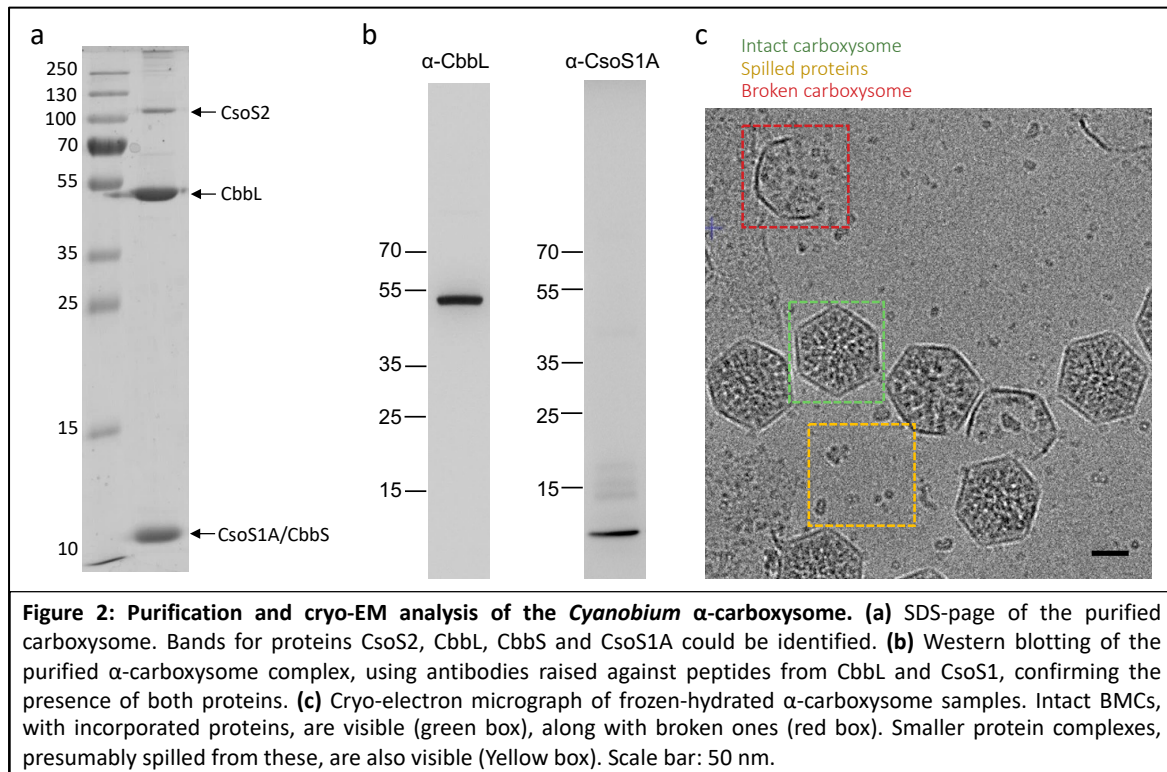 a
250
130
100
70
55
35
25
15
10
CsoS2
CbbL
CsoS1A/CbbS
b
α-CbbL
70
55
35
25
15
α-CsoS1A
70
55
35
25
15
c
Intact carboxysome
Spilled proteins
Broken carboxysome
Figure 2: Purification and cryo-EM analysis of the Cyanobium α-carboxysome. (a) SDS-page of the purified
carboxysome. Bands for proteins CsoS2, CbbL, CbbS and CsoS1A could be identified. (b) Western blotting of the
purified α-carboxysome complex, using antibodies raised against peptides from CbbL and CsoS1, confirming the
presence of both proteins. (c) Cryo-electron micrograph of frozen-hydrated α-carboxysome samples. Intact BMCs,
with incorporated proteins, are visible (green box), along with broken ones (red box). Smaller protein complexes,
presumably spilled from these, are also visible (Yellow box). Scale bar: 50 nm.